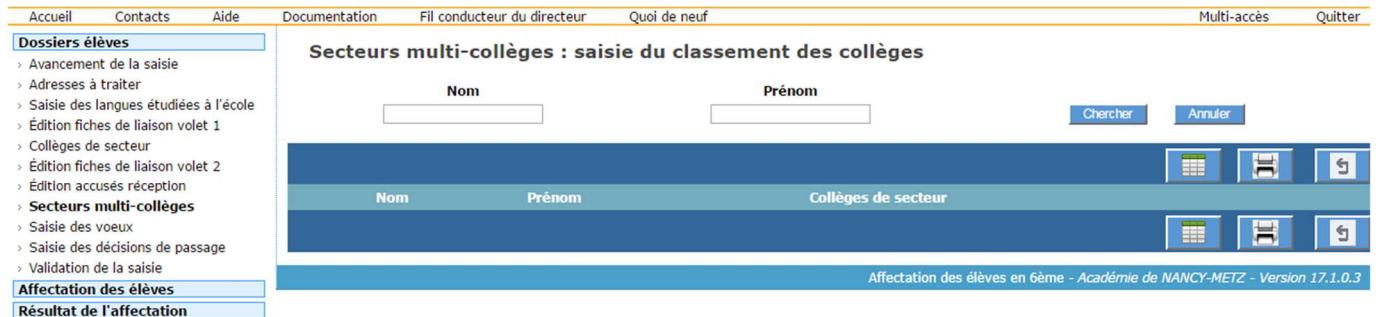 Accueil Contacts Aide Documentation Fil conducteur du directeur Quoi de neuf Multi-accès Quitter
Dossiers élèves
› Avancement de la saisie
› Adresses à traiter
› Saisie des langues étudiées à l'école
› Édition fiches de liaison volet 1
› Collèges de secteur
› Édition fiches de liaison volet 2
› Édition accusés réception
› Secteurs multi-collèges
› Saisie des voeux
› Saisie des décisions de passage
› Validation de la saisie
Affectation des élèves
Résultat de l'affectation
Secteurs multi-collèges : saisie du classement des collèges
Nom Prénom
Chercher Annuler
Nom Prénom Collèges de secteur
Affectation des élèves en 6ème - Académie de NANCY-METZ - Version 17.1.0.3